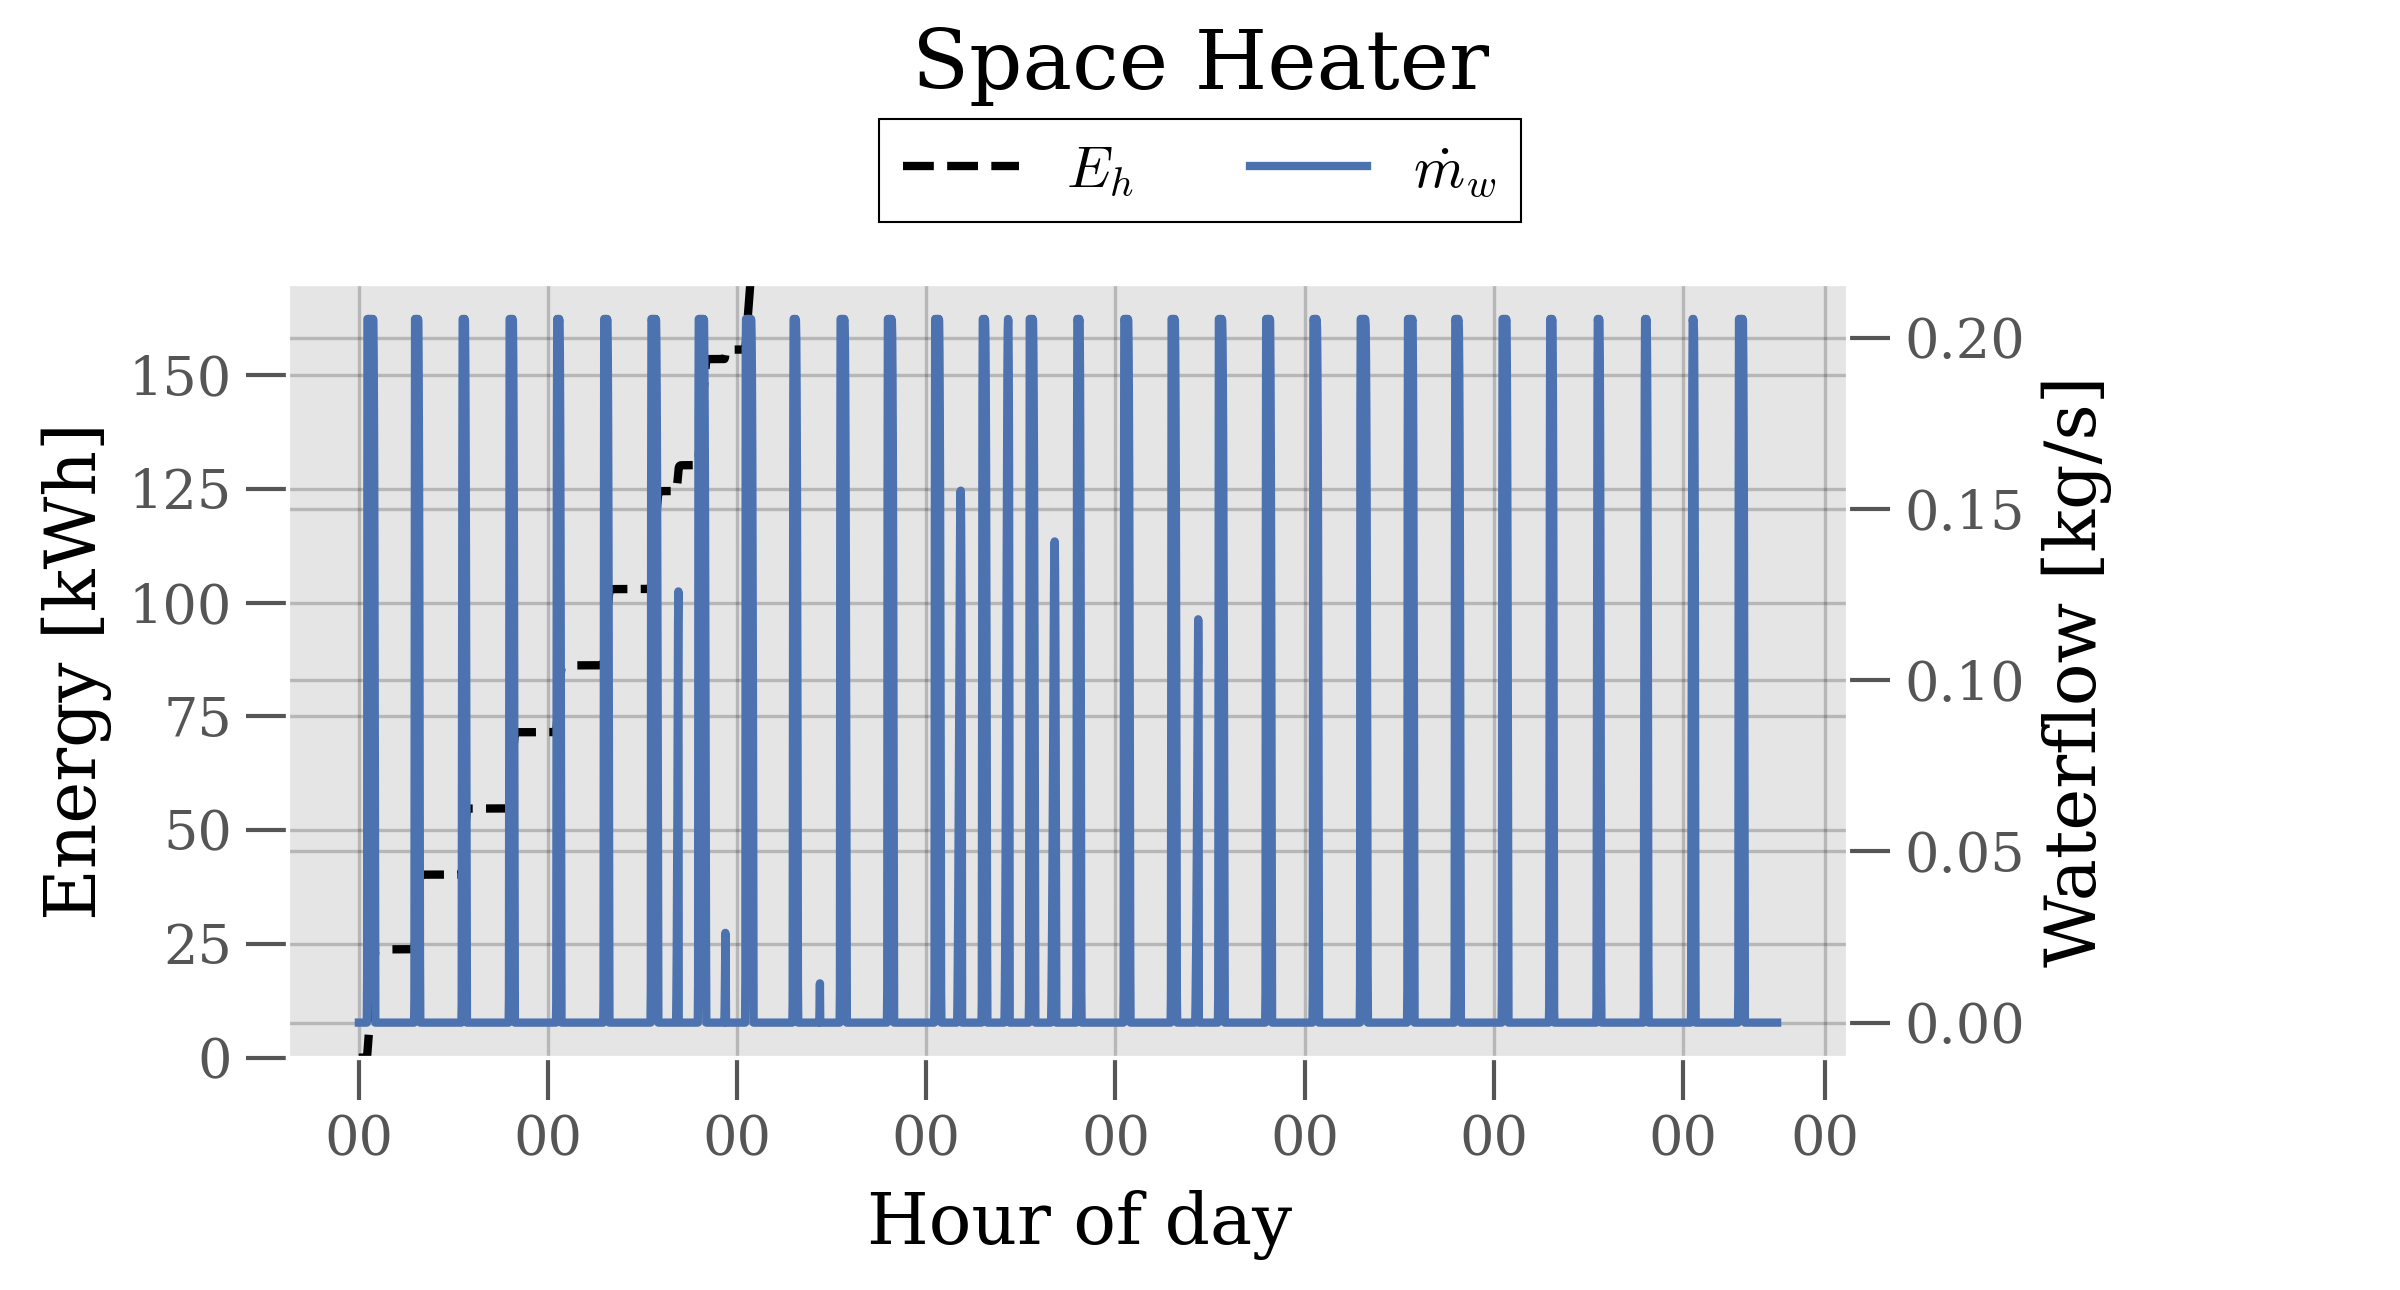 Space Heater
E_h ṁ_w
Energy [kWh]
150
125
100
75
50
25
0
0.20
0.15
0.10
0.05
0.00
Waterflow [kg/s]
00 00 00 00 00 00 00 00 00
Hour of day